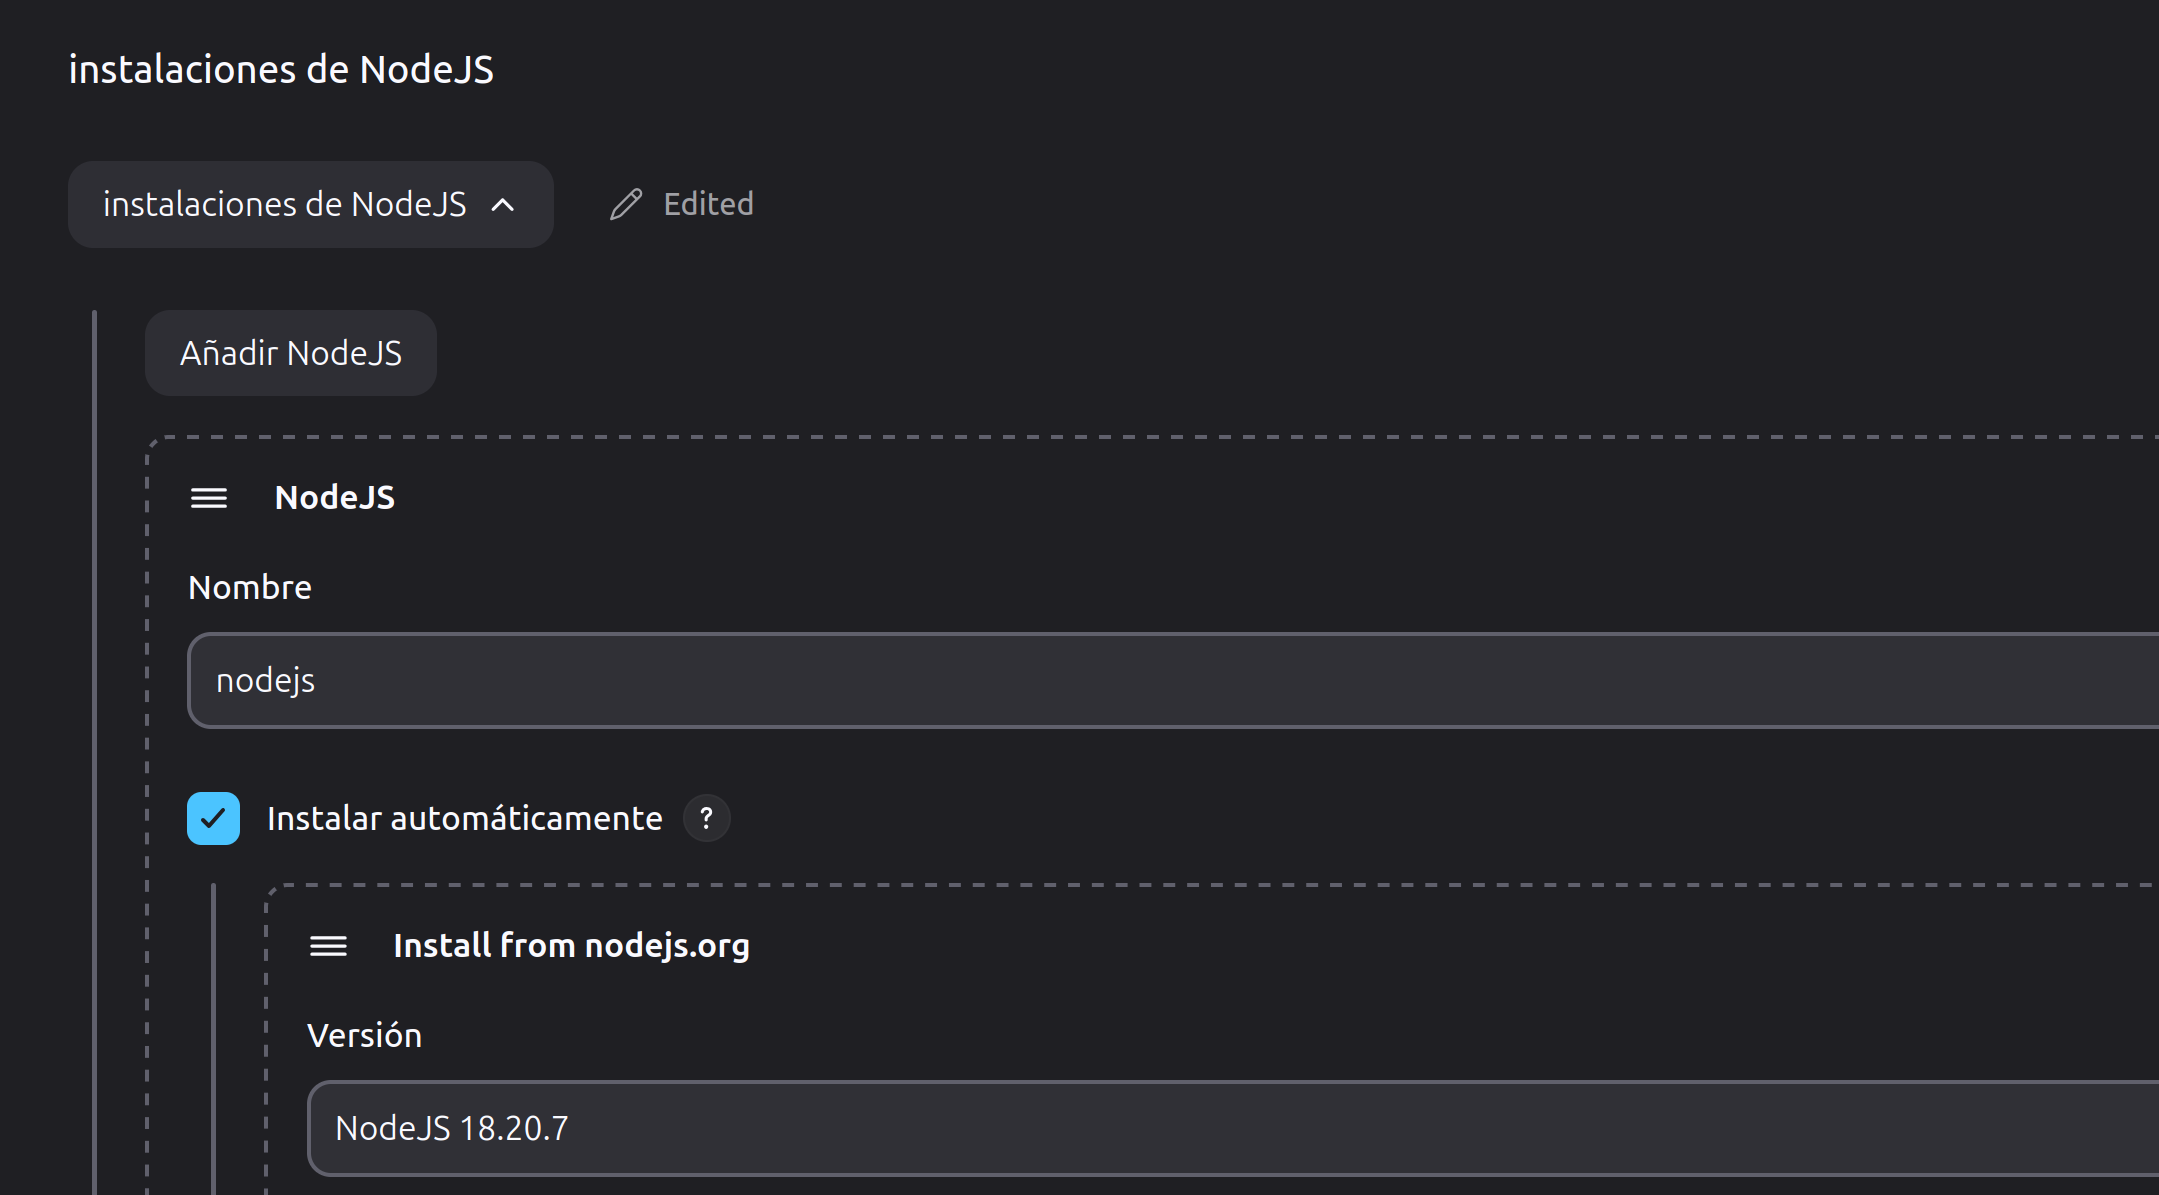 instalaciones de NodeJS
instalaciones de NodeJS
Edited
Añadir NodeJS
NodeJS
Nombre
nodejs
Instalar automáticamente ?
Install from nodejs.org
Versión
NodeJS 18.20.7